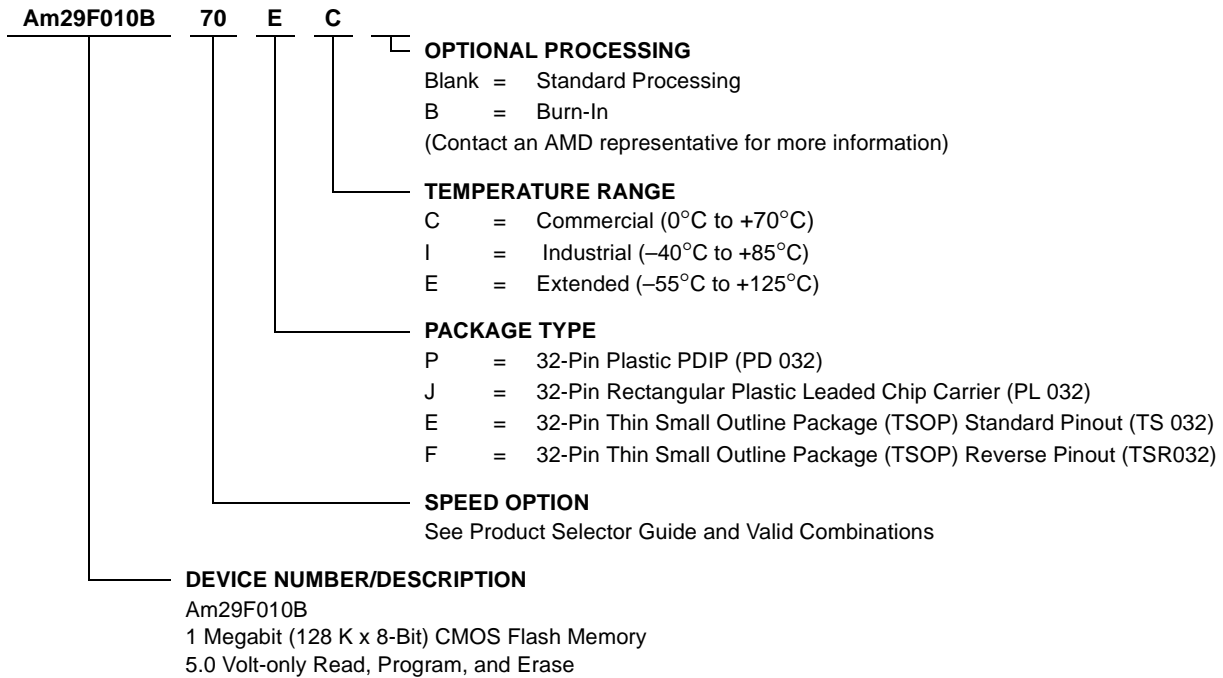 Am29F010B 70 E C
OPTIONAL PROCESSING
Blank = Standard Processing
B = Burn-In
(Contact an AMD representative for more information)
TEMPERATURE RANGE
C = Commercial (0°C to +70°C)
I = Industrial (–40°C to +85°C)
E = Extended (–55°C to +125°C)
PACKAGE TYPE
P = 32-Pin Plastic PDIP (PD 032)
J = 32-Pin Rectangular Plastic Leaded Chip Carrier (PL 032)
E = 32-Pin Thin Small Outline Package (TSOP) Standard Pinout (TS 032)
F = 32-Pin Thin Small Outline Package (TSOP) Reverse Pinout (TSR032)
SPEED OPTION
See Product Selector Guide and Valid Combinations
DEVICE NUMBER/DESCRIPTION
Am29F010B
1 Megabit (128 K x 8-Bit) CMOS Flash Memory
5.0 Volt-only Read, Program, and Erase